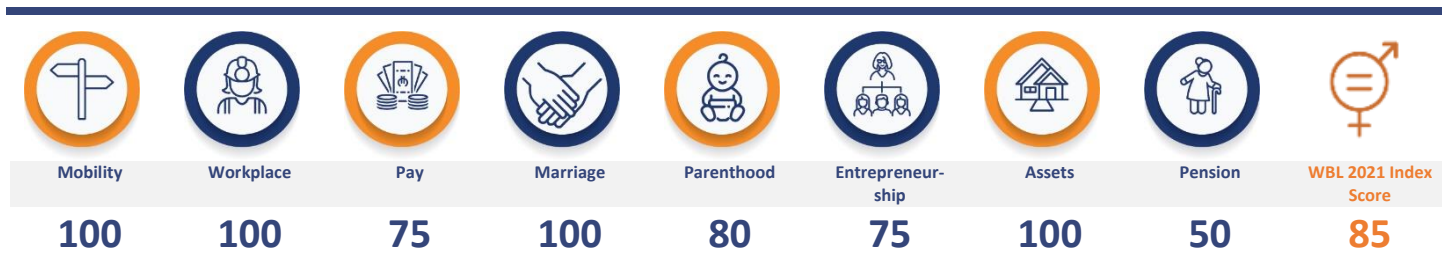 Mobility Workplace Pay Marriage Parenthood Entrepreneur- Assets Pension WBL 2021 Index
ship Score
100 100 75 100 80 75 100 50 85